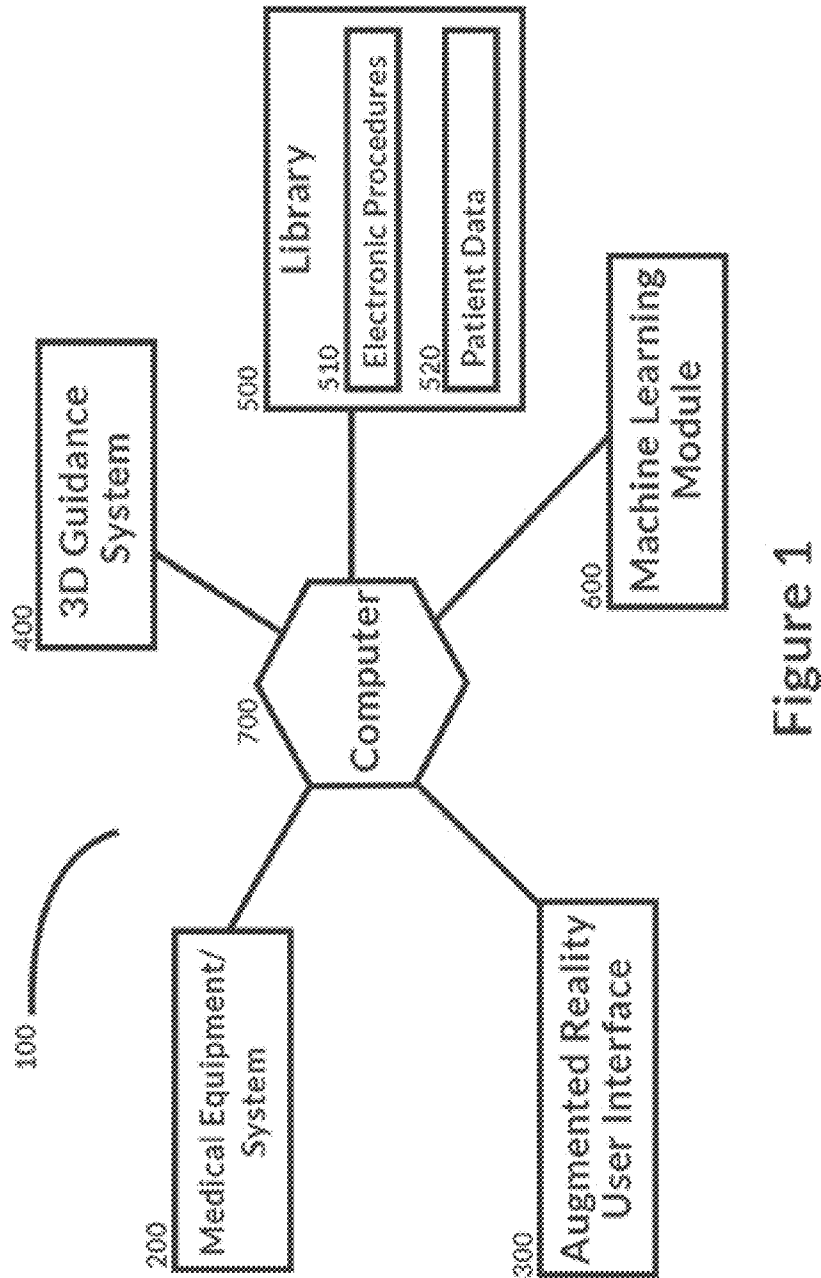 100
200
Medical Equipment/
System
400
3D Guidance
System
700
Computer
500
Library
510
Electronic Procedures
520
Patient Data
300
Augmented Reality
User Interface
600
Machine Learning
Module
Figure 1